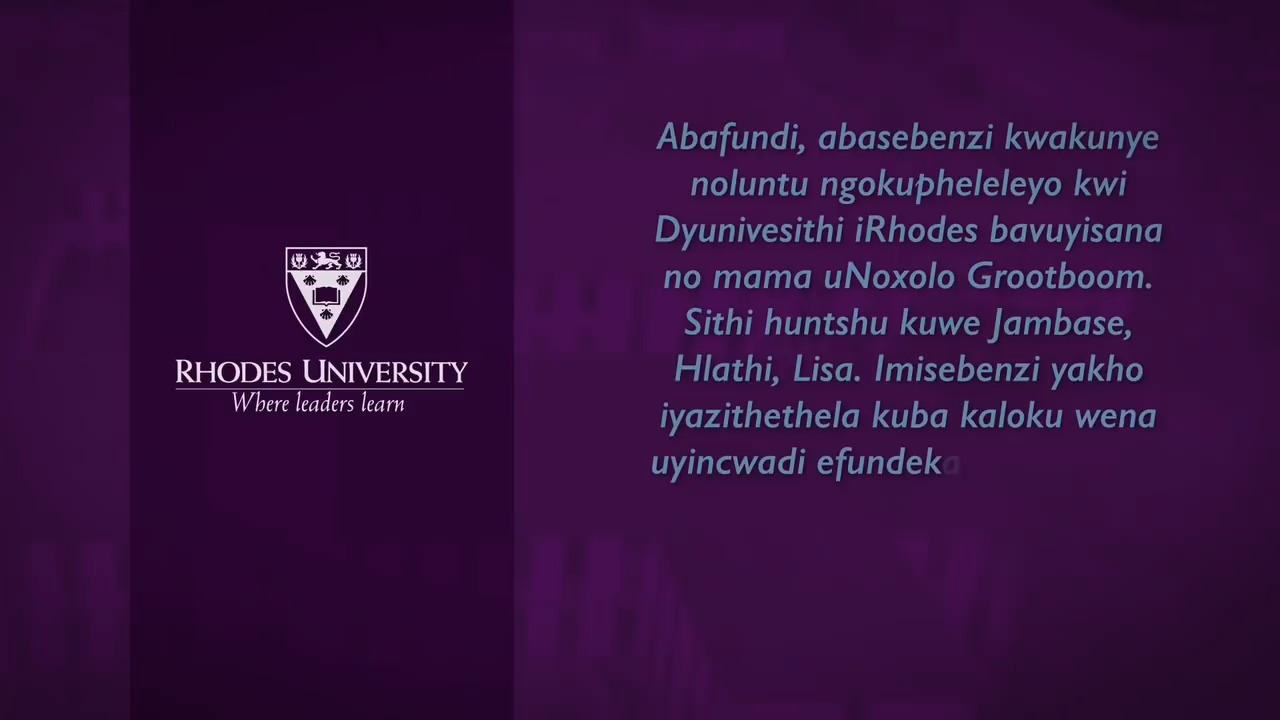 RHODES UNIVERSITY
Where leaders learn
Abafundi, abasebenzi kwakunye
noluntu ngokupheleleyo kwi
Dyunivesithi iRhodes bavuyisana
no mama uNoxolo Grootboom.
Sithi huntshu kuwe Jambase,
Hlathi, Lisa. Imisebenzi yakho
iyazithethela kuba kaloku wena
uyincwadi efundeka